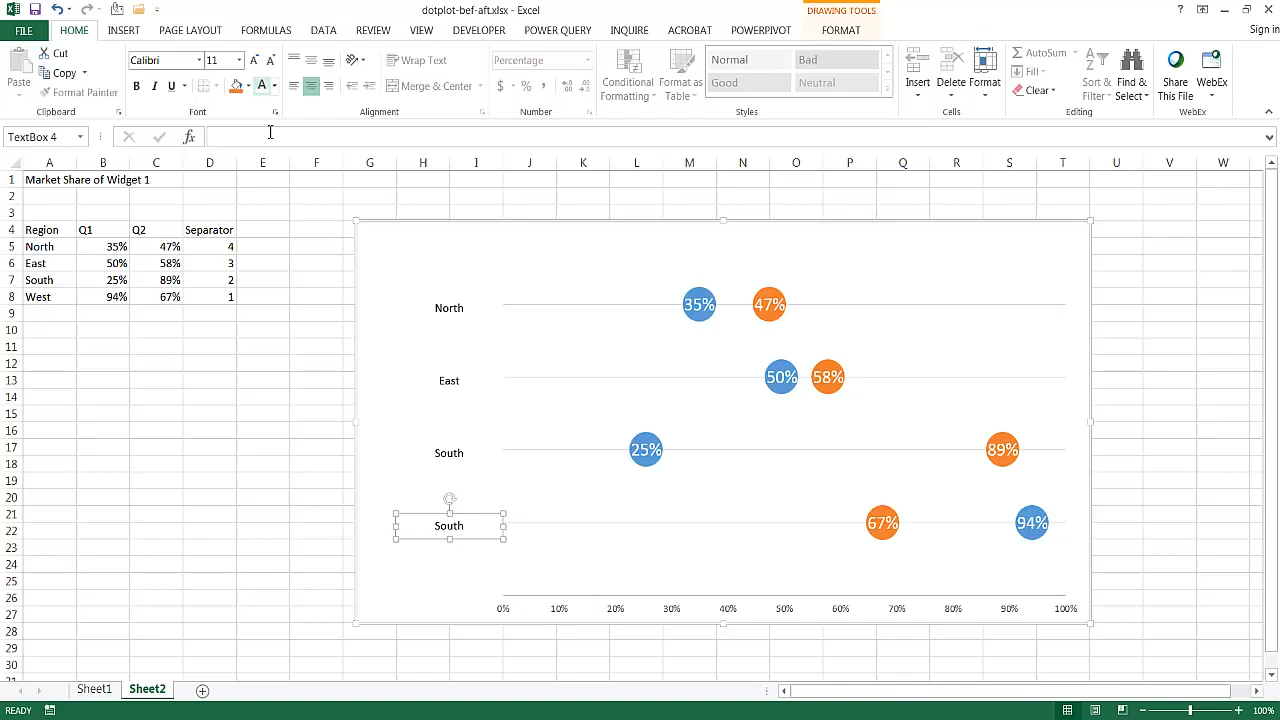 dotplot-bef-aft.xlsx - Excel
DRAWING TOOLS
FILE HOME INSERT PAGE LAYOUT FORMULAS DATA REVIEW VIEW DEVELOPER POWER QUERY INQUIRE ACROBAT POWERPIVOT FORMAT Sign in
Paste
Cut
Copy
Format Painter
Clipboard
Calibri 11
B I U
Font
Wrap Text
Merge & Center
Alignment
Percentage
$ % ,
Number
Conditional Formatting
Format as Table
Normal Bad
Good Neutral
Styles
Insert Delete Format
Cells
AutoSum
Fill
Clear
Sort & Filter
Find & Select
Editing
Share This File
WebEx
WebEx
TextBox 4 fx
A B C D E F G H I J K L M N O P Q R S T U V W
1 Market Share of Widget 1
2
3
4 Region Q1 Q2 Separator
5 North 35% 47% 4
6 East 50% 58% 3
7 South 25% 89% 2
8 West 94% 67% 1
9
10
11
12
13
14
15
16
17
18
19
20
21
22
23
24
25
26
27
28
29
30
North 35% 47%
East 50% 58%
South 25% 89%
South 67% 94%
0% 10% 20% 30% 40% 50% 60% 70% 80% 90% 100%
Sheet1 Sheet2
READY 100%